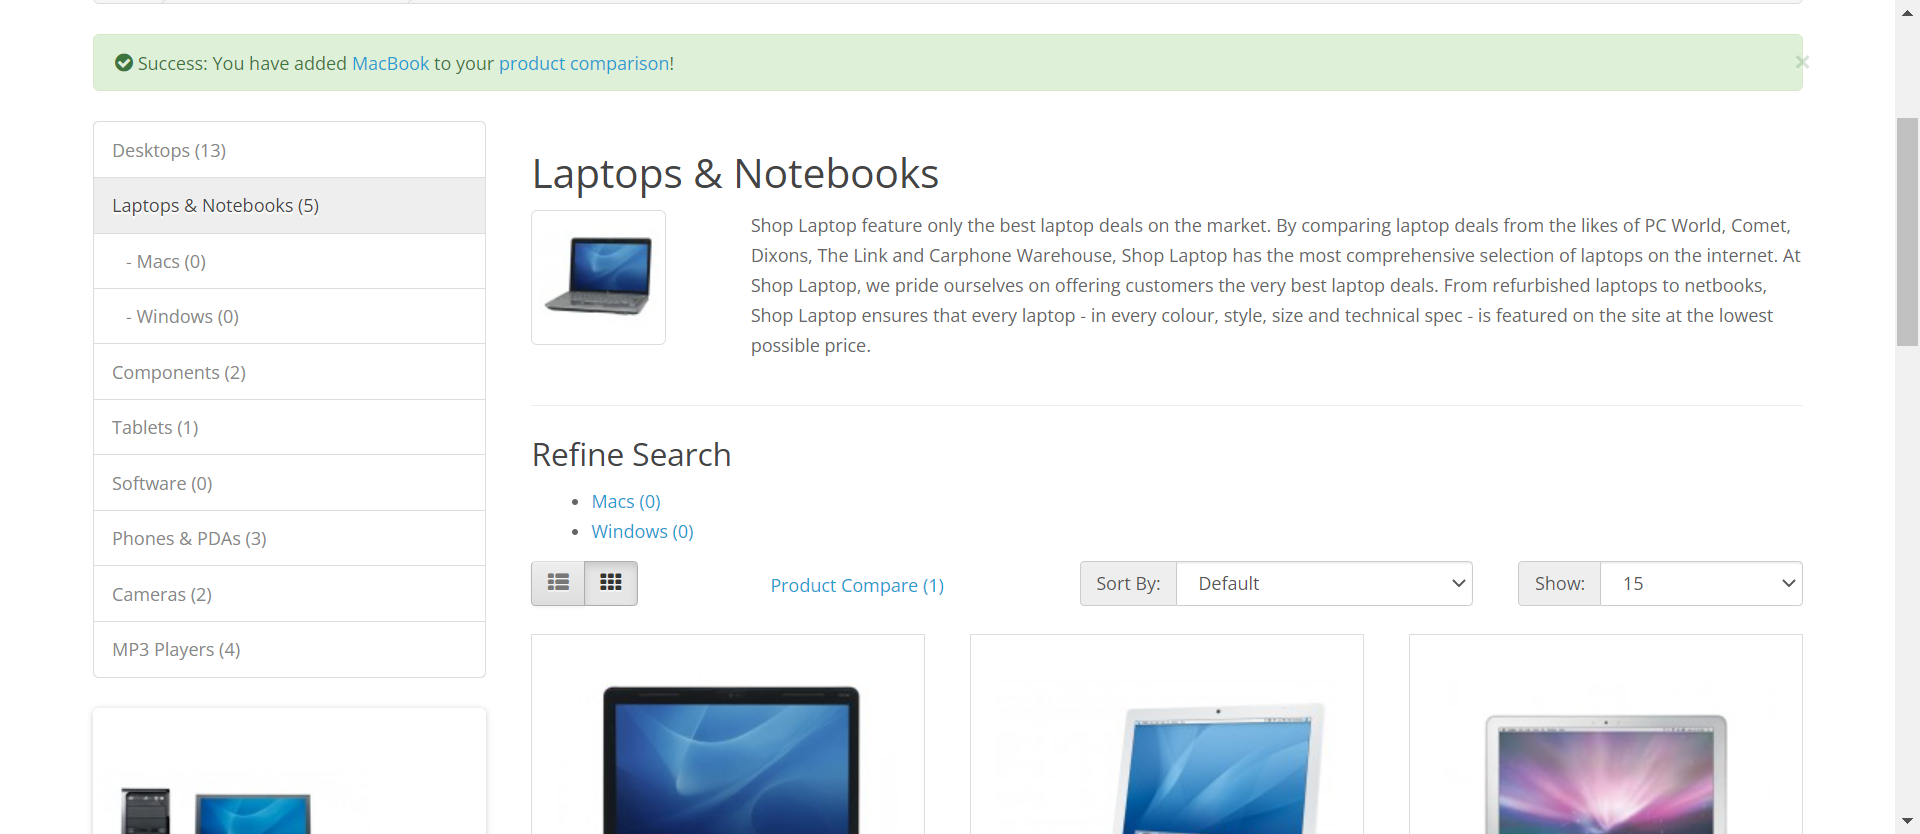 Success: You have added MacBook to your product comparison!
×
Desktops (13)
Laptops & Notebooks (5)
- Macs (0)
- Windows (0)
Components (2)
Tablets (1)
Software (0)
Phones & PDAs (3)
Cameras (2)
MP3 Players (4)
Laptops & Notebooks
Shop Laptop feature only the best laptop deals on the market. By comparing laptop deals from the likes of PC World, Comet,
Dixons, The Link and Carphone Warehouse, Shop Laptop has the most comprehensive selection of laptops on the internet. At
Shop Laptop, we pride ourselves on offering customers the very best laptop deals. From refurbished laptops to netbooks,
Shop Laptop ensures that every laptop - in every colour, style, size and technical spec - is featured on the site at the lowest
possible price.
Refine Search
Macs (0)
Windows (0)
Product Compare (1)
Sort By: Default
Show: 15